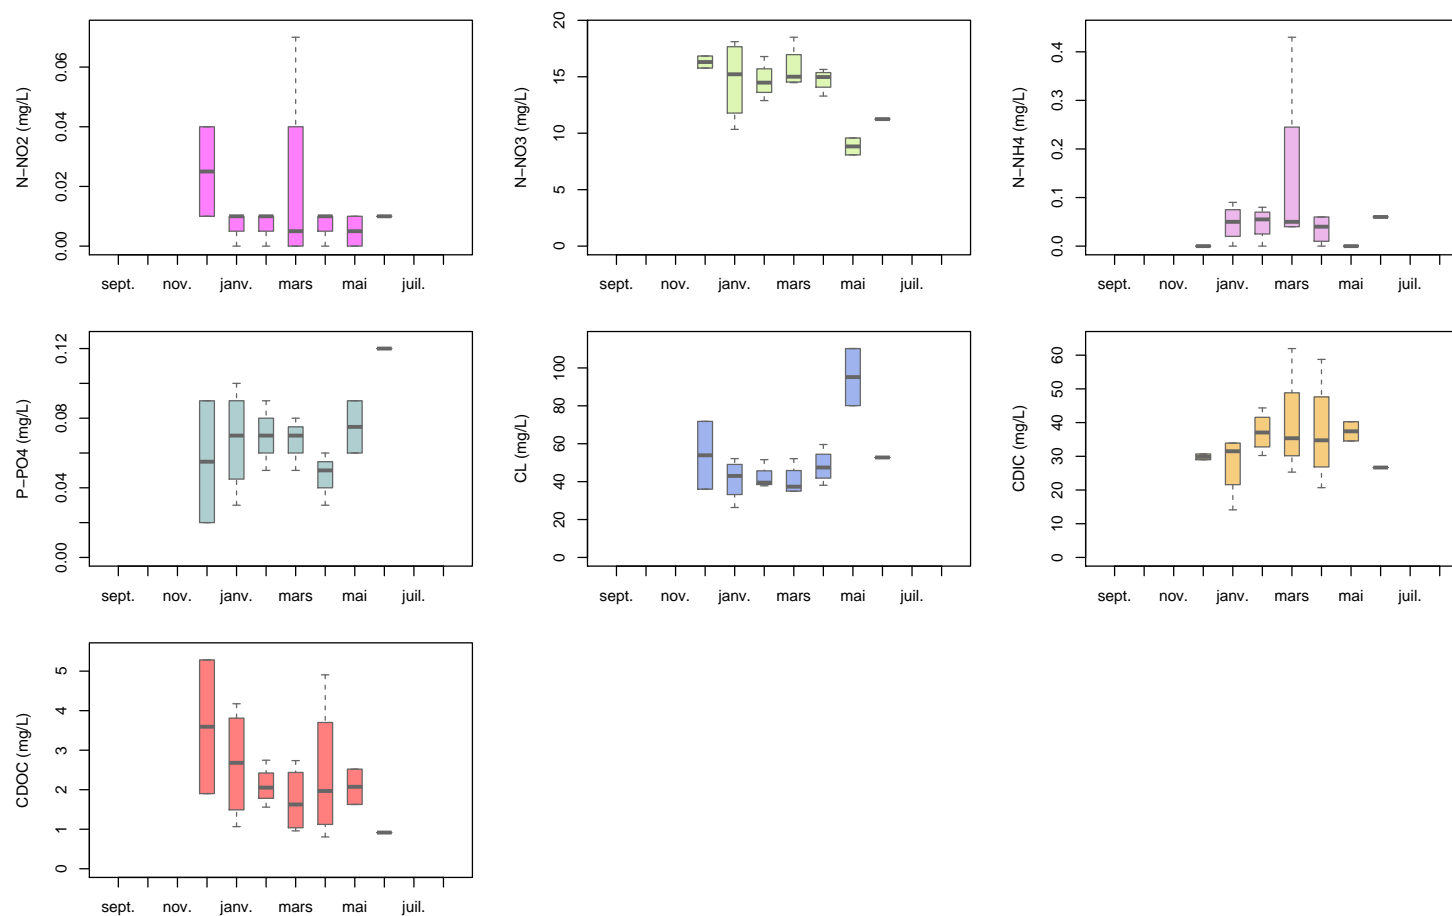 N−NO2 (mg/L)
0.00 0.02 0.04 0.06
sept. nov. janv. mars mai juil.
N−NO3 (mg/L)
0 5 10 15 20
sept. nov. janv. mars mai juil.
N−NH4 (mg/L)
0.0 0.1 0.2 0.3 0.4
sept. nov. janv. mars mai juil.
P−PO4 (mg/L)
0.00 0.04 0.08 0.12
sept. nov. janv. mars mai juil.
CL (mg/L)
0 20 40 60 80 100
sept. nov. janv. mars mai juil.
CDIC (mg/L)
0 10 20 30 40 50 60
sept. nov. janv. mars mai juil.
CDOC (mg/L)
0 1 2 3 4 5
sept. nov. janv. mars mai juil.